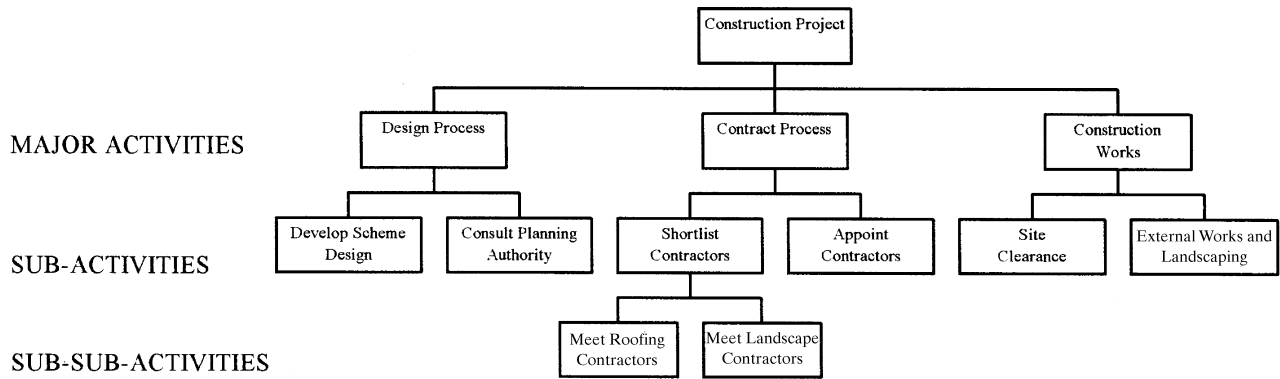 Construction Project
MAJOR ACTIVITIES
Design Process
Contract Process
Construction
Works
SUB-ACTIVITIES
Develop Scheme
Design
Consult Planning
Authority
Shortlist
Contractors
Appoint
Contractors
Site
Clearance
External Works and
Landscaping
SUB-SUB-ACTIVITIES
Meet Roofing
Contractors
Meet Landscape
Contractors